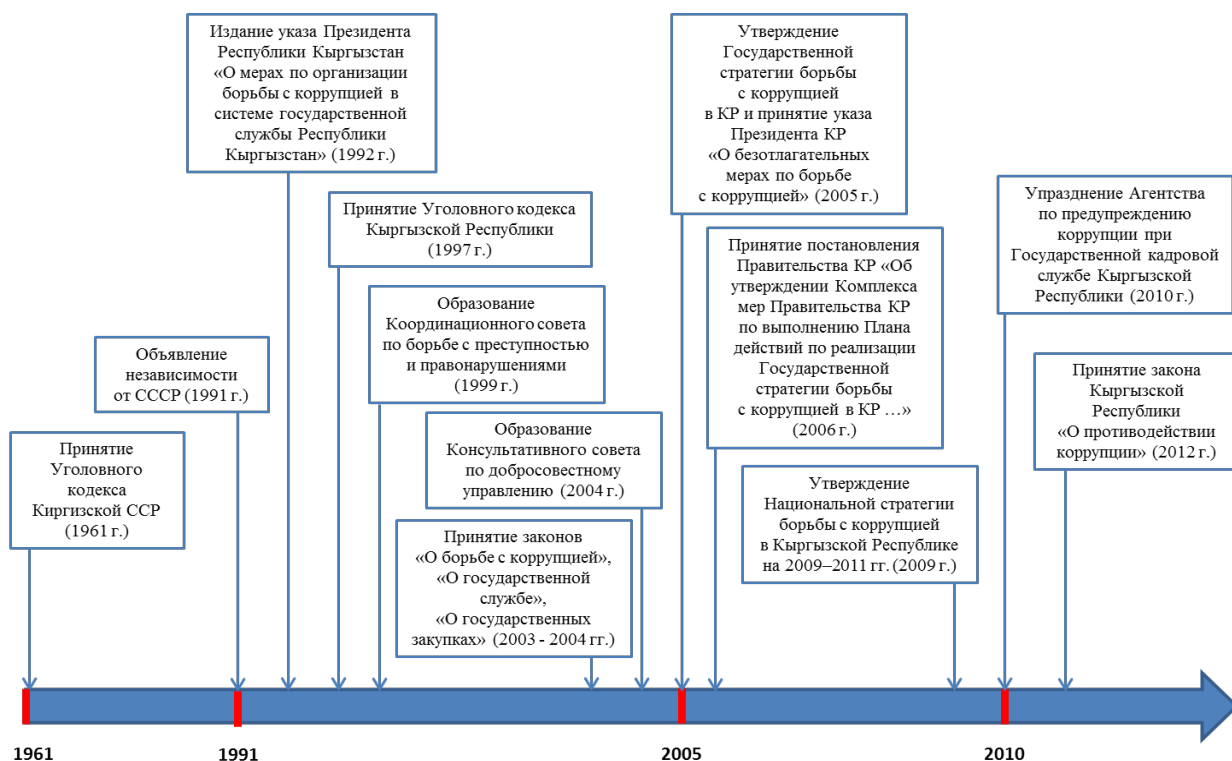 Издание указа Президента
Республики Кыргызстан
«О мерах по организации
борьбы с коррупцией в
системе государственной
службы Республики
Кыргызстан» (1992 г.)
Утверждение
Государственной
стратегии борьбы
с коррупцией
в КР и принятие указа
Президента КР
«О безотлагательных
мерах по борьбе
с коррупцией» (2005 г.)
Упразднение Агентства
по предупреждению
коррупции при
Государственной кадровой
службе Кыргызской
Республики (2010 г.)
Принятие Уголовного кодекса
Кыргызской Республики
(1997 г.)
Принятие постановления
Правительства КР «Об
утверждении Комплекса
мер Правительства КР
по выполнению Плана
действий по реализации
Государственной
стратегии борьбы
с коррупцией в КР …»
(2006 г.)
Образование
Координационного совета
по борьбе с преступностью
и правонарушениями
(1999 г.)
Объявление
независимости
от СССР (1991 г.)
Принятие закона
Кыргызской
Республики
«О противодействии
коррупции» (2012 г.)
Образование
Консультативного совета
по добросовестному
управлению (2004 г.)
Принятие
Уголовного
кодекса
Киргизской ССР
(1961 г.)
Утверждение
Национальной стратегии
борьбы с коррупцией
в Кыргызской Республике
на 2009–2011 гг. (2009 г.)
Принятие законов
«О борьбе с коррупцией»,
«О государственной
службе»,
«О государственных
закупках» (2003 - 2004 гг.)
1961
1991
2005
2010